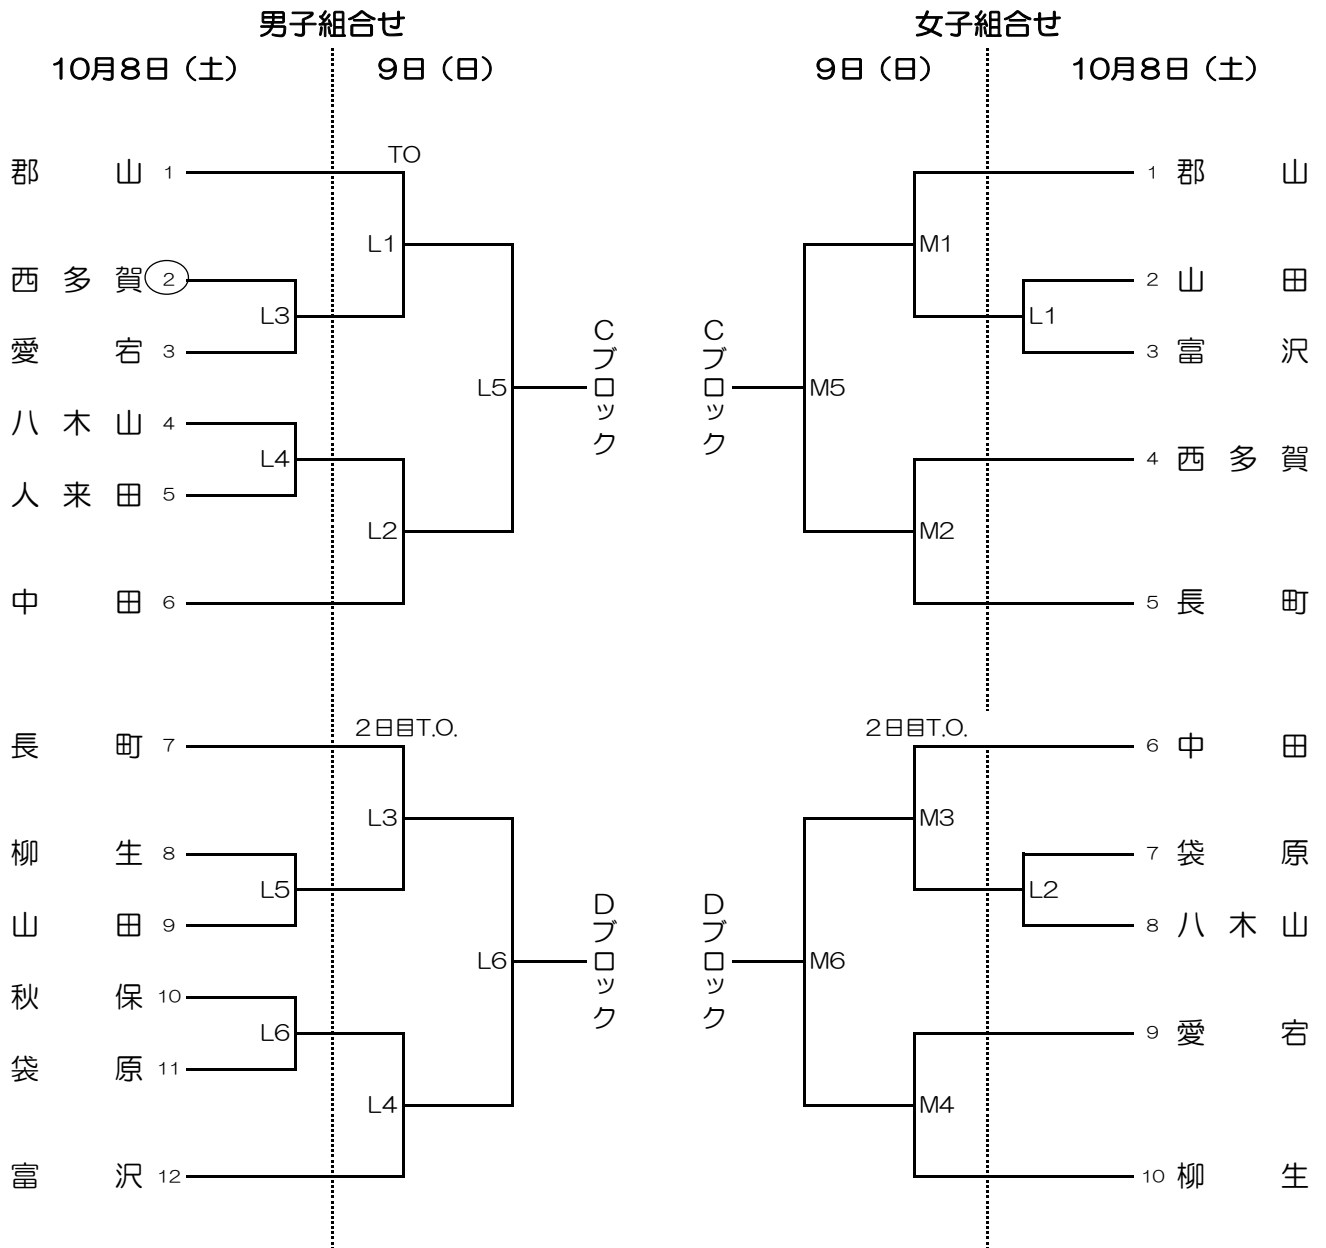 男子組合せ
10月8日（土）
9日（日）
TO
郡山 1
L1
西多賀 2
L3
愛宕 3
八木山 4
L4
人来田 5
L2
中田 6
L5
Cブロック
2日目T.O.
長町 7
L3
柳生 8
L5
山田 9
秋保 10
L6
袋原 11
L4
富沢 12
L6
Dブロック
女子組合せ
9日（日）
10月8日（土）
1 郡山
M1
2 山田
L1
3 富沢
Cブロック
M5
4 西多賀
M2
5 長町
2日目T.O.
6 中田
M3
7 袋原
L2
8 八木山
Dブロック
M6
9 愛宕
M4
10 柳生